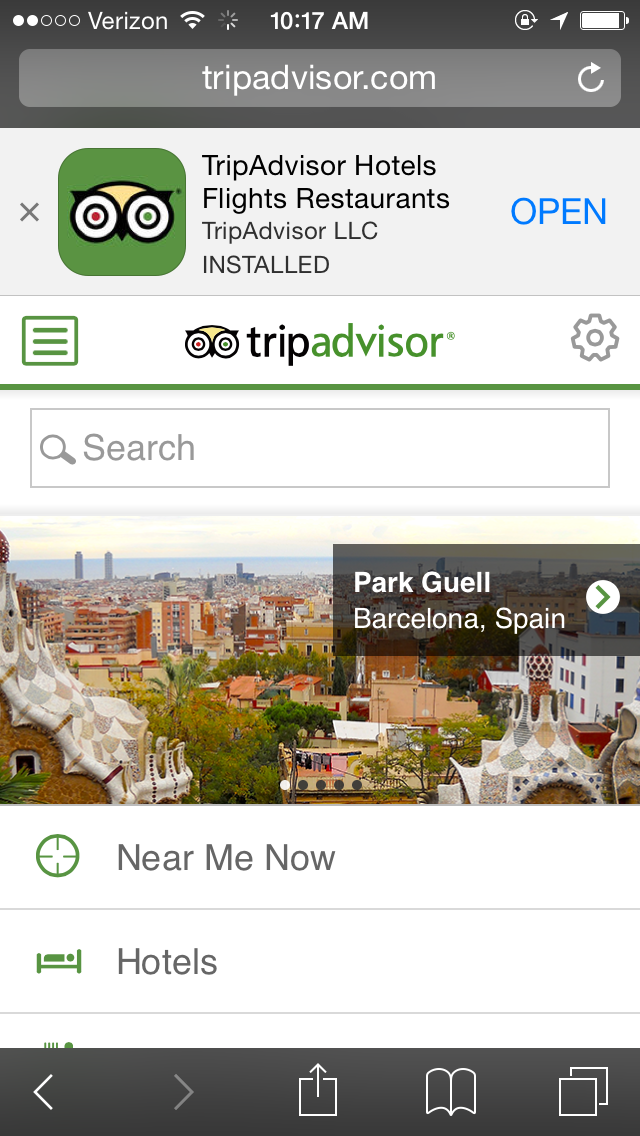 Verizon 10:17 AM
tripadvisor.com
TripAdvisor Hotels
Flights Restaurants
TripAdvisor LLC
INSTALLED
OPEN
tripadvisor®
Search
Park Guell
Barcelona, Spain
Near Me Now
Hotels